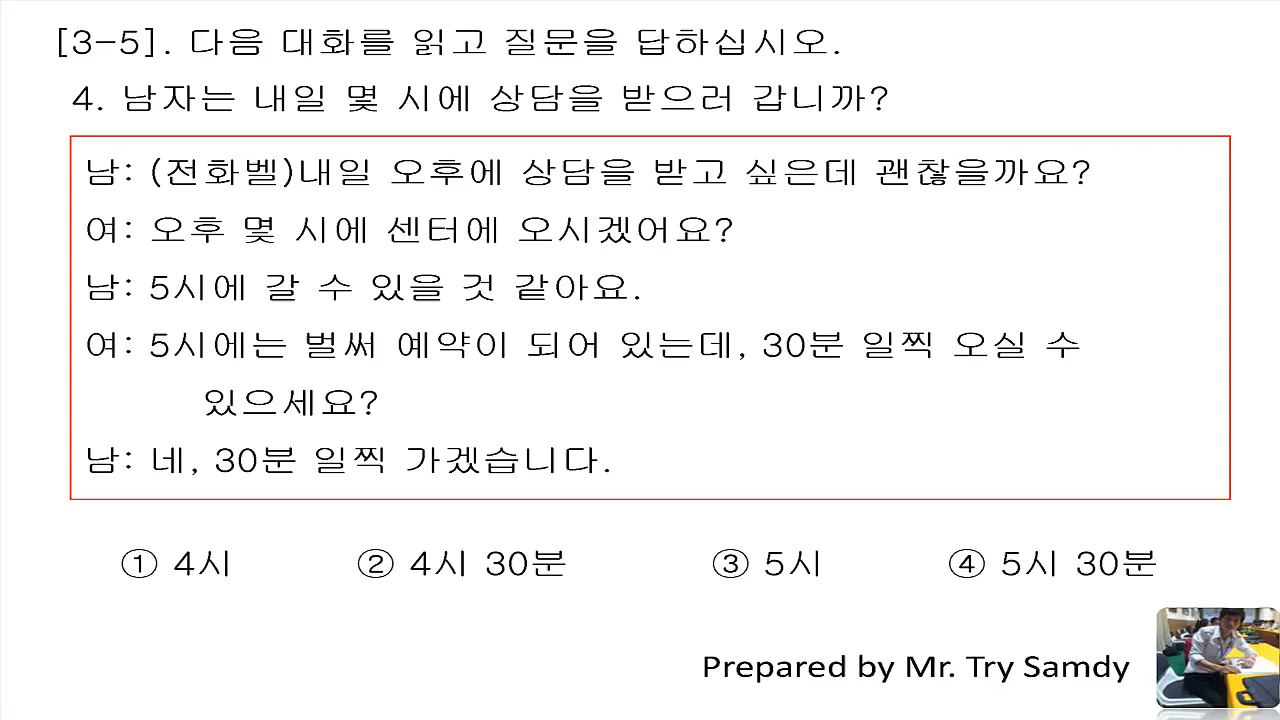 [3-5]. 다음 대화를 읽고 질문을 답하십시오.
4. 남자는 내일 몇 시에 상담을 받으러 갑니까?
남: (전화벨)내일 오후에 상담을 받고 싶은데 괜찮을까요?
여: 오후 몇 시에 센터에 오시겠어요?
남: 5시에 갈 수 있을 것 같아요.
여: 5시에는 벌써 예약이 되어 있는데, 30분 일찍 오실 수
있으세요?
남: 네, 30분 일찍 가겠습니다.
① 4시 ② 4시 30분 ③ 5시 ④ 5시 30분
Prepared by Mr. Try Samdy